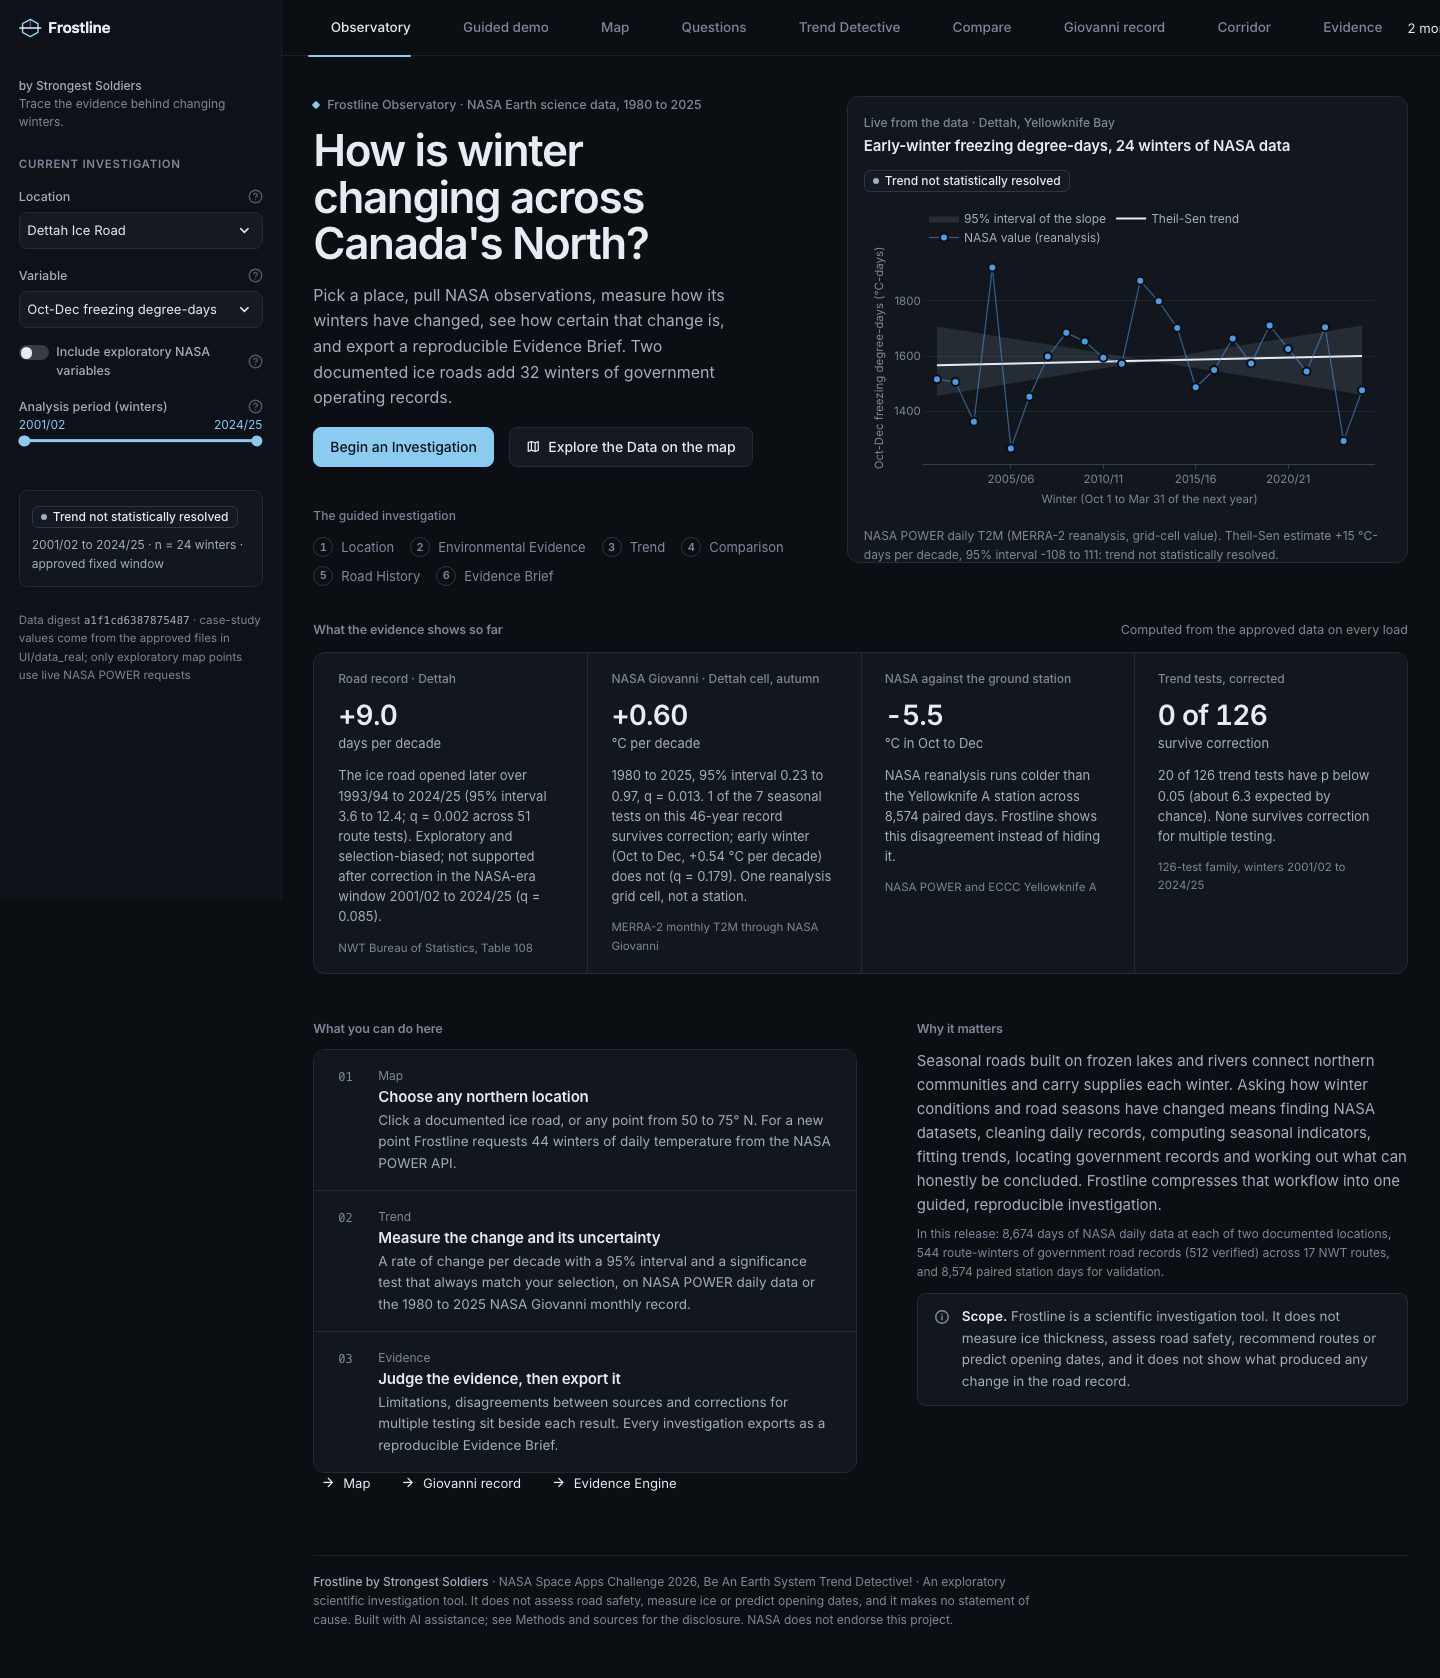 Frostline
by Strongest Soldiers
Trace the evidence behind changing
winters.
CURRENT INVESTIGATION
Location
Dettah Ice Road
Variable
Oct-Dec freezing degree-days
Include exploratory NASA
variables
Analysis period (winters)
2001/02 2024/25
Trend not statistically resolved
2001/02 to 2024/25 · n = 24 winters ·
approved fixed window
Data digest a1f1cd6387875487 · case-study
values come from the approved files in
UI/data_real; only exploratory map points
use live NASA POWER requests
Observatory Guided demo Map Questions Trend Detective Compare Giovanni record Corridor Evidence 2 mo
Frostline Observatory · NASA Earth science data, 1980 to 2025
How is winter
changing across
Canada's North?
Pick a place, pull NASA observations, measure how its
winters have changed, see how certain that change is,
and export a reproducible Evidence Brief. Two
documented ice roads add 32 winters of government
operating records.
Begin an Investigation
Explore the Data on the map
The guided investigation
1 Location 2 Environmental Evidence 3 Trend 4 Comparison
5 Road History 6 Evidence Brief
Live from the data · Dettah, Yellowknife Bay
Early-winter freezing degree-days, 24 winters of NASA data
Trend not statistically resolved
95% interval of the slope Theil-Sen trend
NASA value (reanalysis)
Oct-Dec freezing degree-days (°C-days)
1800
1600
1400
2005/06 2010/11 2015/16 2020/21
Winter (Oct 1 to Mar 31 of the next year)
NASA POWER daily T2M (MERRA-2 reanalysis, grid-cell value). Theil-Sen estimate +15 °C-
days per decade, 95% interval -108 to 111: trend not statistically resolved.
What the evidence shows so far
Computed from the approved data on every load
Road record · Dettah
+9.0
days per decade
The ice road opened later over
1993/94 to 2024/25 (95% interval
3.6 to 12.4; q = 0.002 across 51
route tests). Exploratory and
selection-biased; not supported
after correction in the NASA-era
window 2001/02 to 2024/25 (q =
0.085).
NWT Bureau of Statistics, Table 108
NASA Giovanni · Dettah cell, autumn
+0.60
°C per decade
1980 to 2025, 95% interval 0.23 to
0.97, q = 0.013. 1 of the 7 seasonal
tests on this 46-year record
survives correction; early winter
(Oct to Dec, +0.54 °C per decade)
does not (q = 0.179). One reanalysis
grid cell, not a station.
MERRA-2 monthly T2M through NASA
Giovanni
NASA against the ground station
-5.5
°C in Oct to Dec
NASA reanalysis runs colder than
the Yellowknife A station across
8,574 paired days. Frostline shows
this disagreement instead of hiding
it.
NASA POWER and ECCC Yellowknife A
Trend tests, corrected
0 of 126
survive correction
20 of 126 trend tests have p below
0.05 (about 6.3 expected by
chance). None survives correction
for multiple testing.
126-test family, winters 2001/02 to
2024/25
What you can do here
01 Map
Choose any northern location
Click a documented ice road, or any point from 50 to 75° N. For a new
point Frostline requests 44 winters of daily temperature from the NASA
POWER API.
02 Trend
Measure the change and its uncertainty
A rate of change per decade with a 95% interval and a significance
test that always match your selection, on NASA POWER daily data or
the 1980 to 2025 NASA Giovanni monthly record.
03 Evidence
Judge the evidence, then export it
Limitations, disagreements between sources and corrections for
multiple testing sit beside each result. Every investigation exports as a
reproducible Evidence Brief.
Map Giovanni record Evidence Engine
Why it matters
Seasonal roads built on frozen lakes and rivers connect northern
communities and carry supplies each winter. Asking how winter
conditions and road seasons have changed means finding NASA
datasets, cleaning daily records, computing seasonal indicators,
fitting trends, locating government records and working out what can
honestly be concluded. Frostline compresses that workflow into one
guided, reproducible investigation.
In this release: 8,674 days of NASA daily data at each of two documented locations,
544 route-winters of government road records (512 verified) across 17 NWT routes,
and 8,574 paired station days for validation.
Scope. Frostline is a scientific investigation tool. It does not
measure ice thickness, assess road safety, recommend routes or
predict opening dates, and it does not show what produced any
change in the road record.
Frostline by Strongest Soldiers · NASA Space Apps Challenge 2026, Be An Earth System Trend Detective! · An exploratory
scientific investigation tool. It does not assess road safety, measure ice or predict opening dates, and it makes no statement of
cause. Built with AI assistance; see Methods and sources for the disclosure. NASA does not endorse this project.